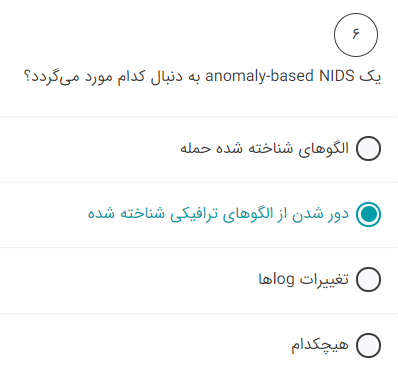 ۶
یک anomaly-based NIDS به دنبال کدام مورد می‌گردد؟
الگوهای شناخته شده حمله
دور شدن از الگوهای ترافیکی شناخته شده
تغییرات logها
هیچکدام